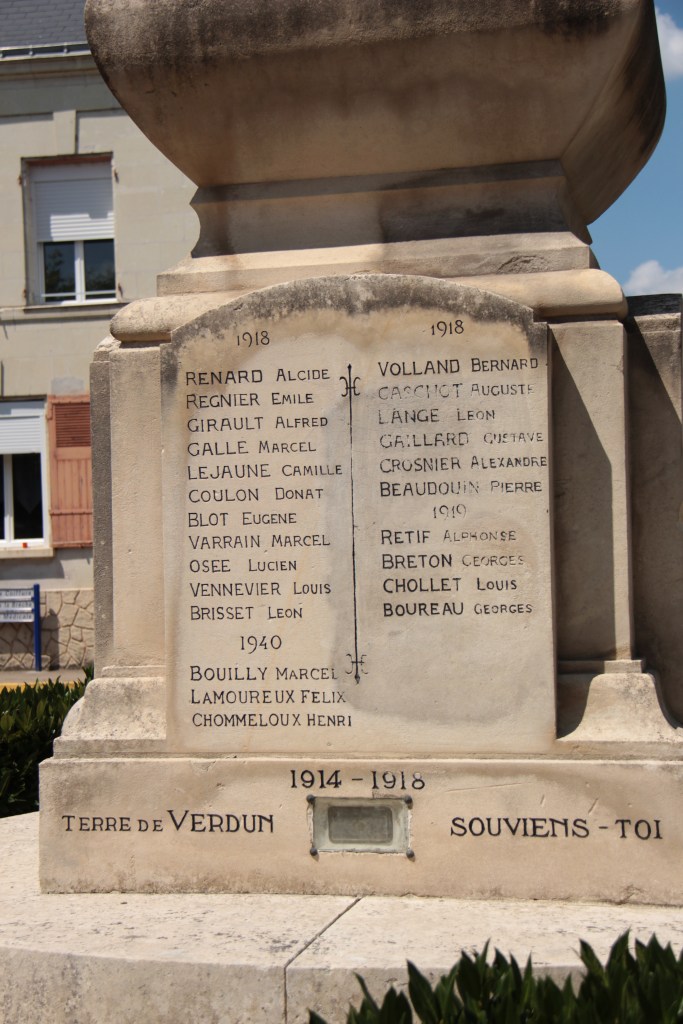 1918
RENARD ALCIDE
REGNIER EMILE
GIRAULT ALFRED
GALLE MARCEL
LEJAUNE CAMILLE
COULON DONAT
BLOT EUGENE
VARRAIN MARCEL
OSEE LUCIEN
VENNEVIER LOUIS
BRISSET LEON
1940
BOUILLY MARCEL
LAMOUREUX FELIX
CHOMMELOUX HENRI
1918
VOLLAND BERNARD
CASCHOT AUGUSTE
LANGE LEON
GAILLARD GUSTAVE
CROSNIER ALEXANDRE
BEAUDOUIN PIERRE
1919
RETIF ALPHONSE
BRETON GEORGES
CHOLLET LOUIS
BOUREAU GEORGES
1914 - 1918
TERRE DE VERDUN
SOUVIENS - TOI